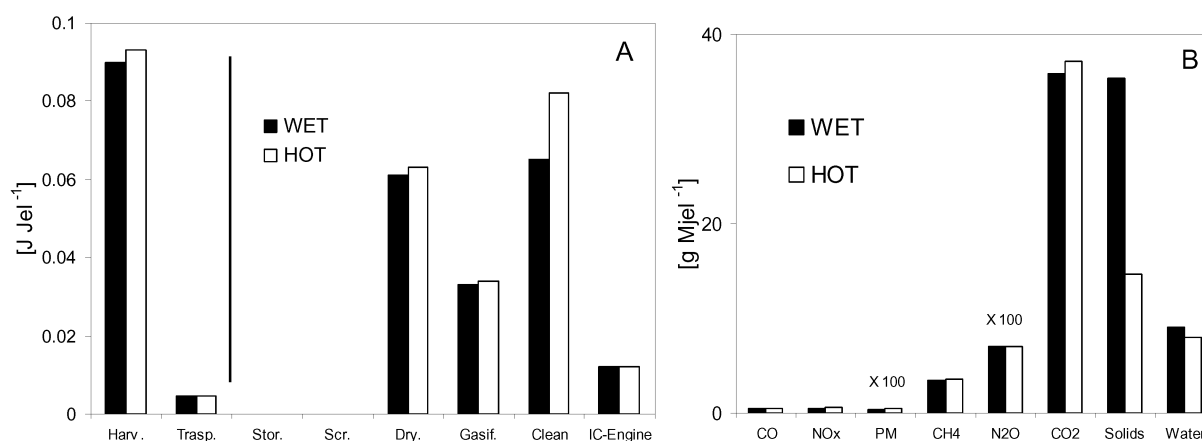 A
[J Jel -1]
0.1
0.08
0.06
0.04
0.02
0
WET
HOT
Harv. Trasp. Stor. Scr. Dry. Gasif. Clean IC-Engine
B
[g Mjel -1]
40
20
0
WET
HOT
X 100
X 100
CO NOx PM CH4 N2O CO2 Solids Water